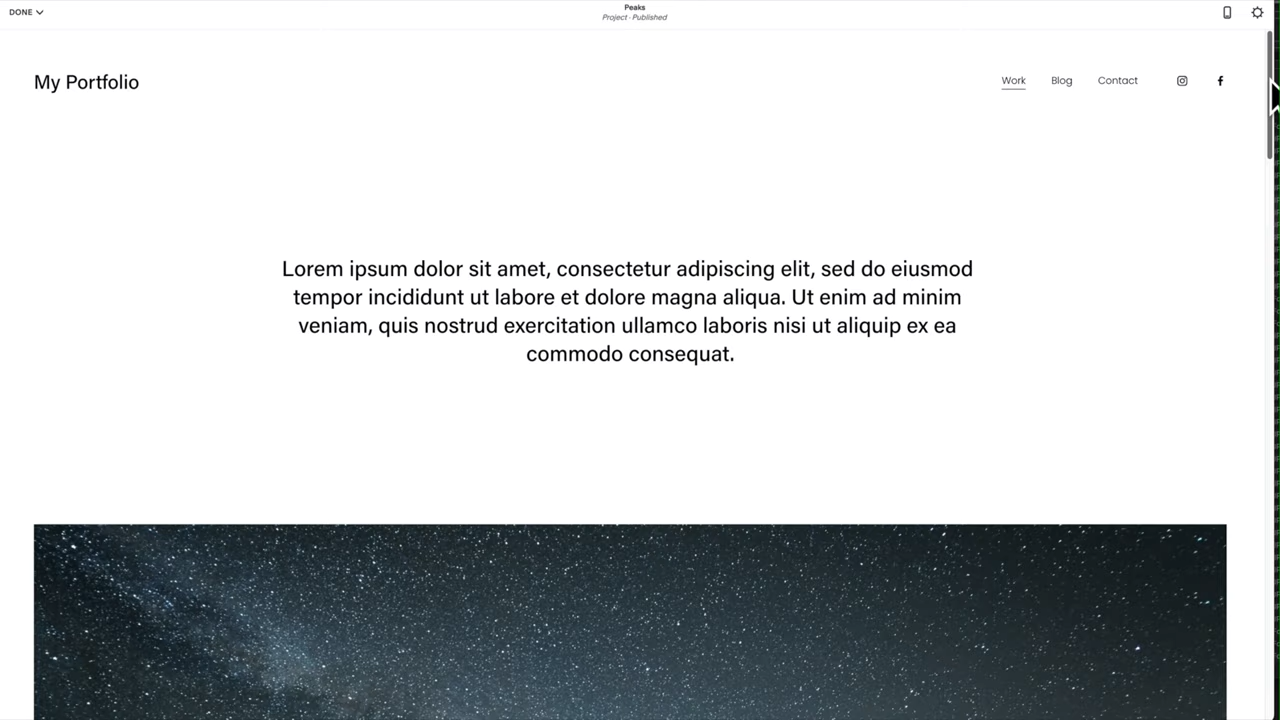 DONE
Peaks
Project · Published
My Portfolio
Work
Blog
Contact
Lorem ipsum dolor sit amet, consectetur adipiscing elit, sed do eiusmod
tempor incididunt ut labore et dolore magna aliqua. Ut enim ad minim
veniam, quis nostrud exercitation ullamco laboris nisi ut aliquip ex ea
commodo consequat.